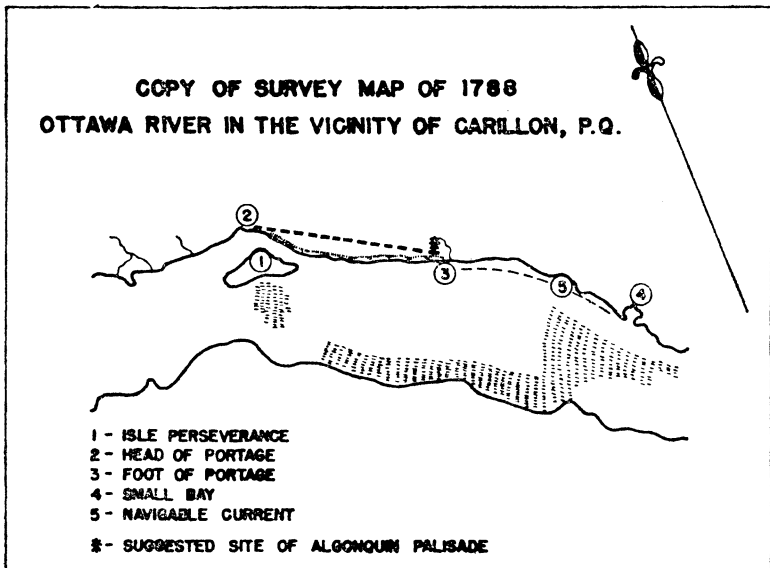 COPY OF SURVEY MAP OF 1788
OTTAWA RIVER IN THE VICINITY OF CARILLON, P.Q.
2
1
3
5
4
1 - ISLE PERSEVERANCE
2 - HEAD OF PORTAGE
3 - FOOT OF PORTAGE
4 - SMALL BAY
5 - NAVIGABLE CURRENT
* - SUGGESTED SITE OF ALGONQUIN PALISADE